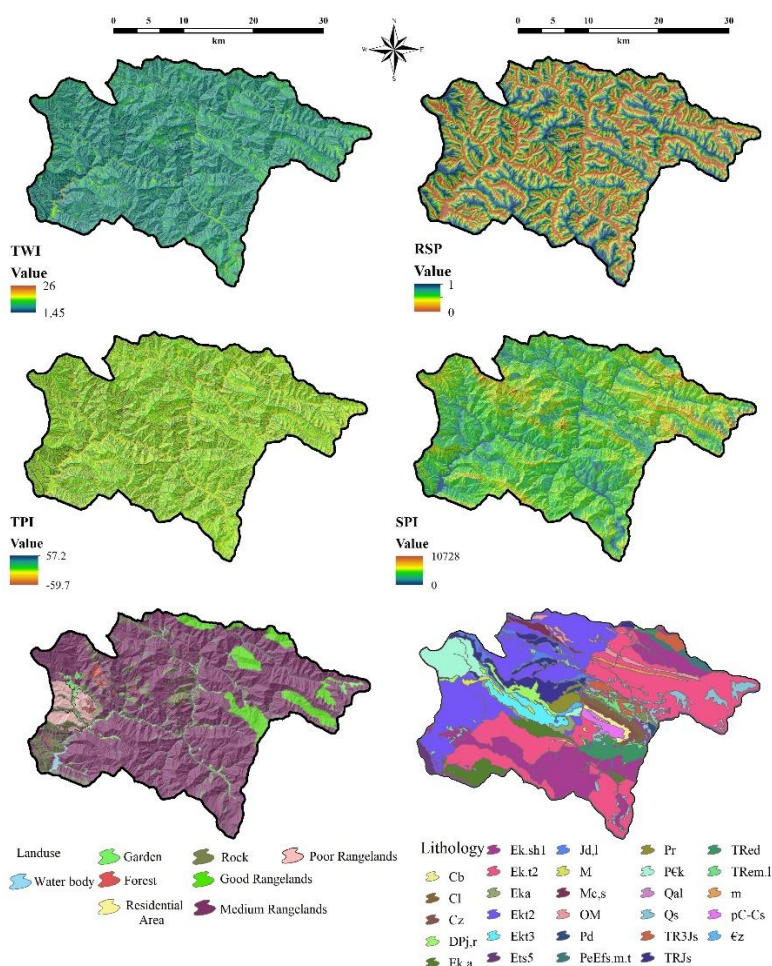 0 5 10 20 30
km
N
W E
S
0 5 10 20 30
km
TWI
Value
26
1,45
RSP
Value
1
0
TPI
Value
57.2
-59.7
SPI
Value
10728
0
Landuse
Water body
Garden
Forest
Residential
Area
Rock
Good Rangelands
Medium Rangelands
Poor Rangelands
Lithology
Cb
Cl
Cz
DPj,r
Ek.a
Ek.sh1
Ek.t2
Eka
Ekt2
Ekt3
Ets5
Jd,l
M
Mc,s
OM
Pd
PeEfs.m.t
Pr
P€k
Qal
Qs
TR3Js
TRJs
TRed
TRem.l
m
pC-Cs
€z